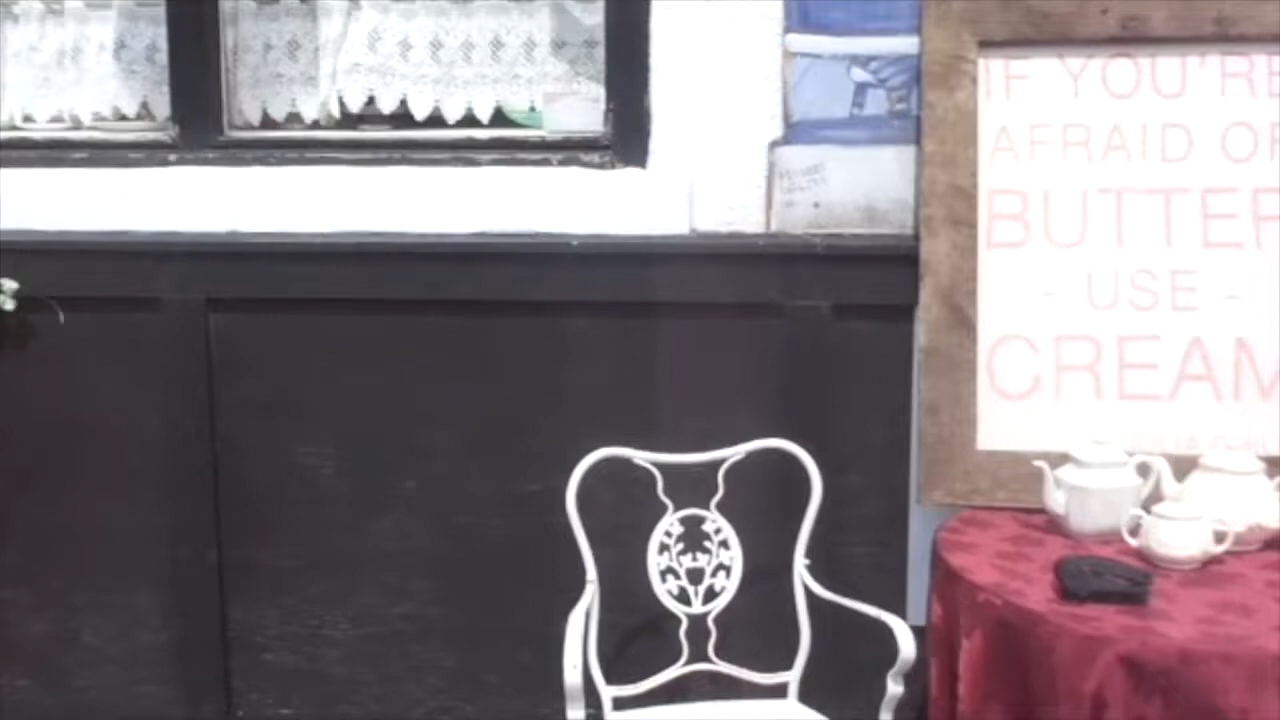 IF YOU'RE
AFRAID OF
BUTTER
- USE -
CREAM